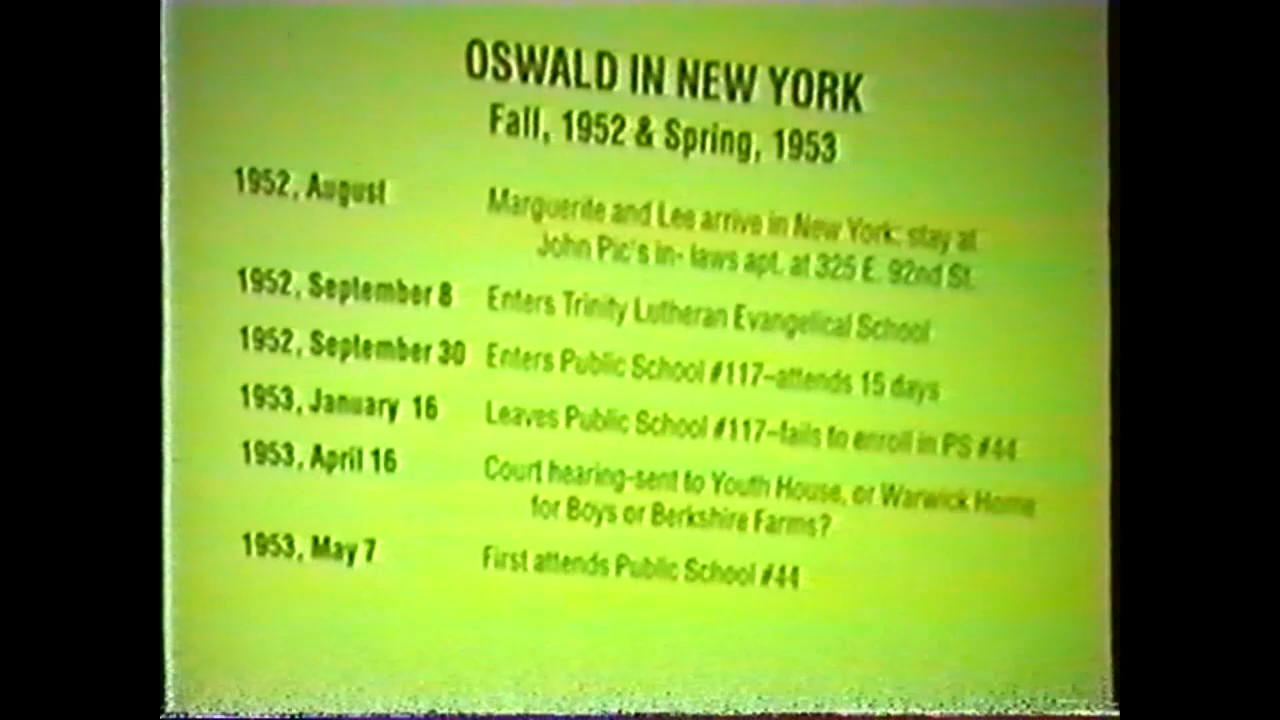 OSWALD IN NEW YORK
Fall, 1952 & Spring, 1953
1952, August Marguerite and Lee arrive in New York: stay at
John Pic's in- laws apt. at 325 E. 92nd St.
1952, September 8 Enters Trinity Lutheran Evangelical School
1952, September 30 Enters Public School #117–attends 15 days
1953, January 16 Leaves Public School #117–fails to enroll in PS #44
1953, April 16 Court hearing-sent to Youth House, or Warwick Home
for Boys or Berkshire Farms?
1953, May 7 First attends Public School #44